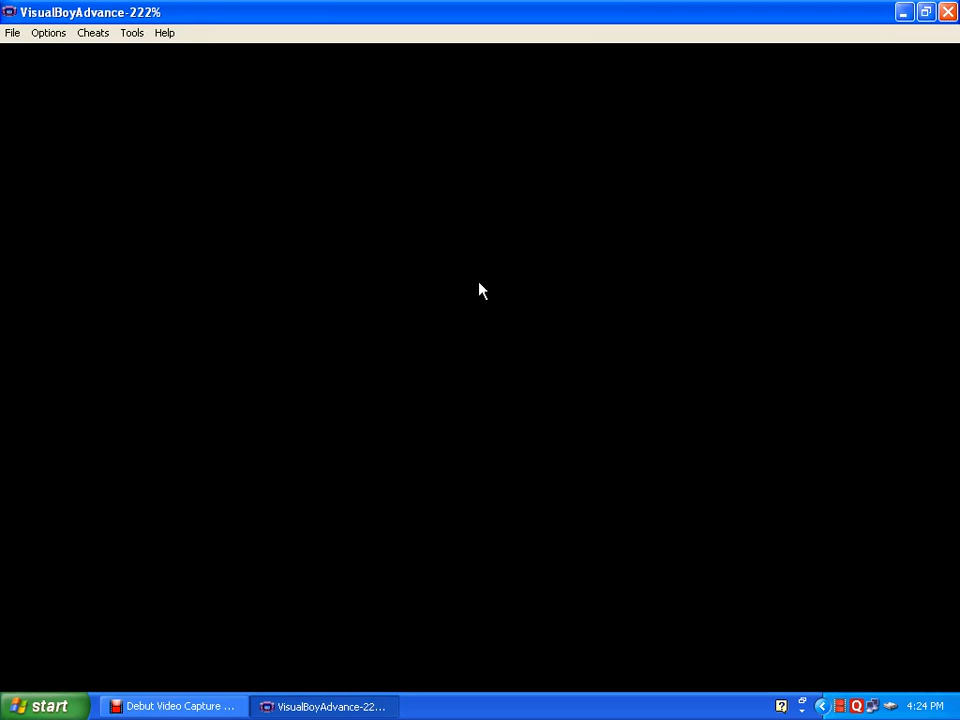 VisualBoyAdvance-222%
File Options Cheats Tools Help
start Debut Video Capture ... VisualBoyAdvance-22... 4:24 PM